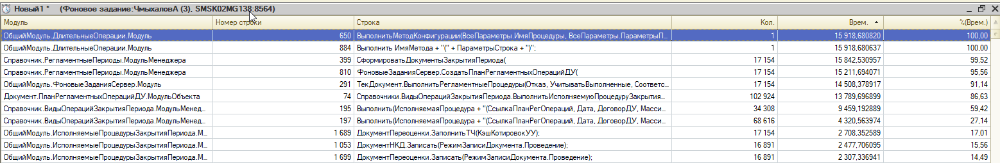 Новый1 * (Фоновое задание:ЧмыхаловА (3), SMSK02MG138:8564)
Модуль Номер строки Строка Кол. Врем. %(Врем.)
ОбщийМодуль.ДлительныеОперации.Модуль 650 ВыполнитьМетодКонфигурации(ВсеПараметры.ИмяПроцедуры, ВсеПараметры.ПараметрыП... 1 15 918,680820 100,00
ОбщийМодуль.ДлительныеОперации.Модуль 884 Выполнить ИмяМетода + "(" + ПараметрыСтрока + ")"; 1 15 918,680637 100,00
Справочник.РегламентныеПериоды.МодульМенеджера 399 СформироватьДокументыЗакрытияПериода( 17 154 15 842,530957 99,52
Справочник.РегламентныеПериоды.МодульМенеджера 810 ФоновыеЗаданияСервер.СоздатьПланРегламентныхОперацийДУ( 17 154 15 211,694071 95,56
ОбщийМодуль.ФоновыеЗаданияСервер.Модуль 291 ТекДокумент.ВыполнитьРегламентныеПроцедуры(Отказ, УчитыватьВыполненные, Соответс... 17 154 14 508,378917 91,14
Документ.ПланРегламентныхОперацийДУ.МодульОбъекта 74 Справочники.ВидыОперацийЗакрытияПериода.ВыполнитьИсполняемуюПроцедуруЗакрытия... 102 924 13 789,696899 86,63
Справочник.ВидыОперацийЗакрытияПериода.МодульМенед... 195 Выполнить(ИсполняемаяПроцедура + "(СсылкаПланРегОпераций, Дата, ДоговорДУ, Масси... 34 308 9 459,192889 59,42
Справочник.ВидыОперацийЗакрытияПериода.МодульМенед... 197 Выполнить(ИсполняемаяПроцедура + "(СсылкаПланРегОпераций, Дата, ДоговорДУ, Масси... 68 616 4 320,563974 27,14
ОбщийМодуль.ИсполняемыеПроцедурыЗакрытияПериода.М... 1 689 ДокументПереоценки.ЗаполнитьТЧ(КэшКотировокУУ); 17 154 2 708,352589 17,01
ОбщийМодуль.ИсполняемыеПроцедурыЗакрытияПериода.М... 1 053 ДокументНКД.Записать(РежимЗаписиДокумента.Проведение); 16 891 2 477,706095 15,56
ОбщийМодуль.ИсполняемыеПроцедурыЗакрытияПериода.М... 1 699 ДокументПереоценки.Записать(РежимЗаписиДокумента.Проведение); 16 891 2 307,336941 14,49